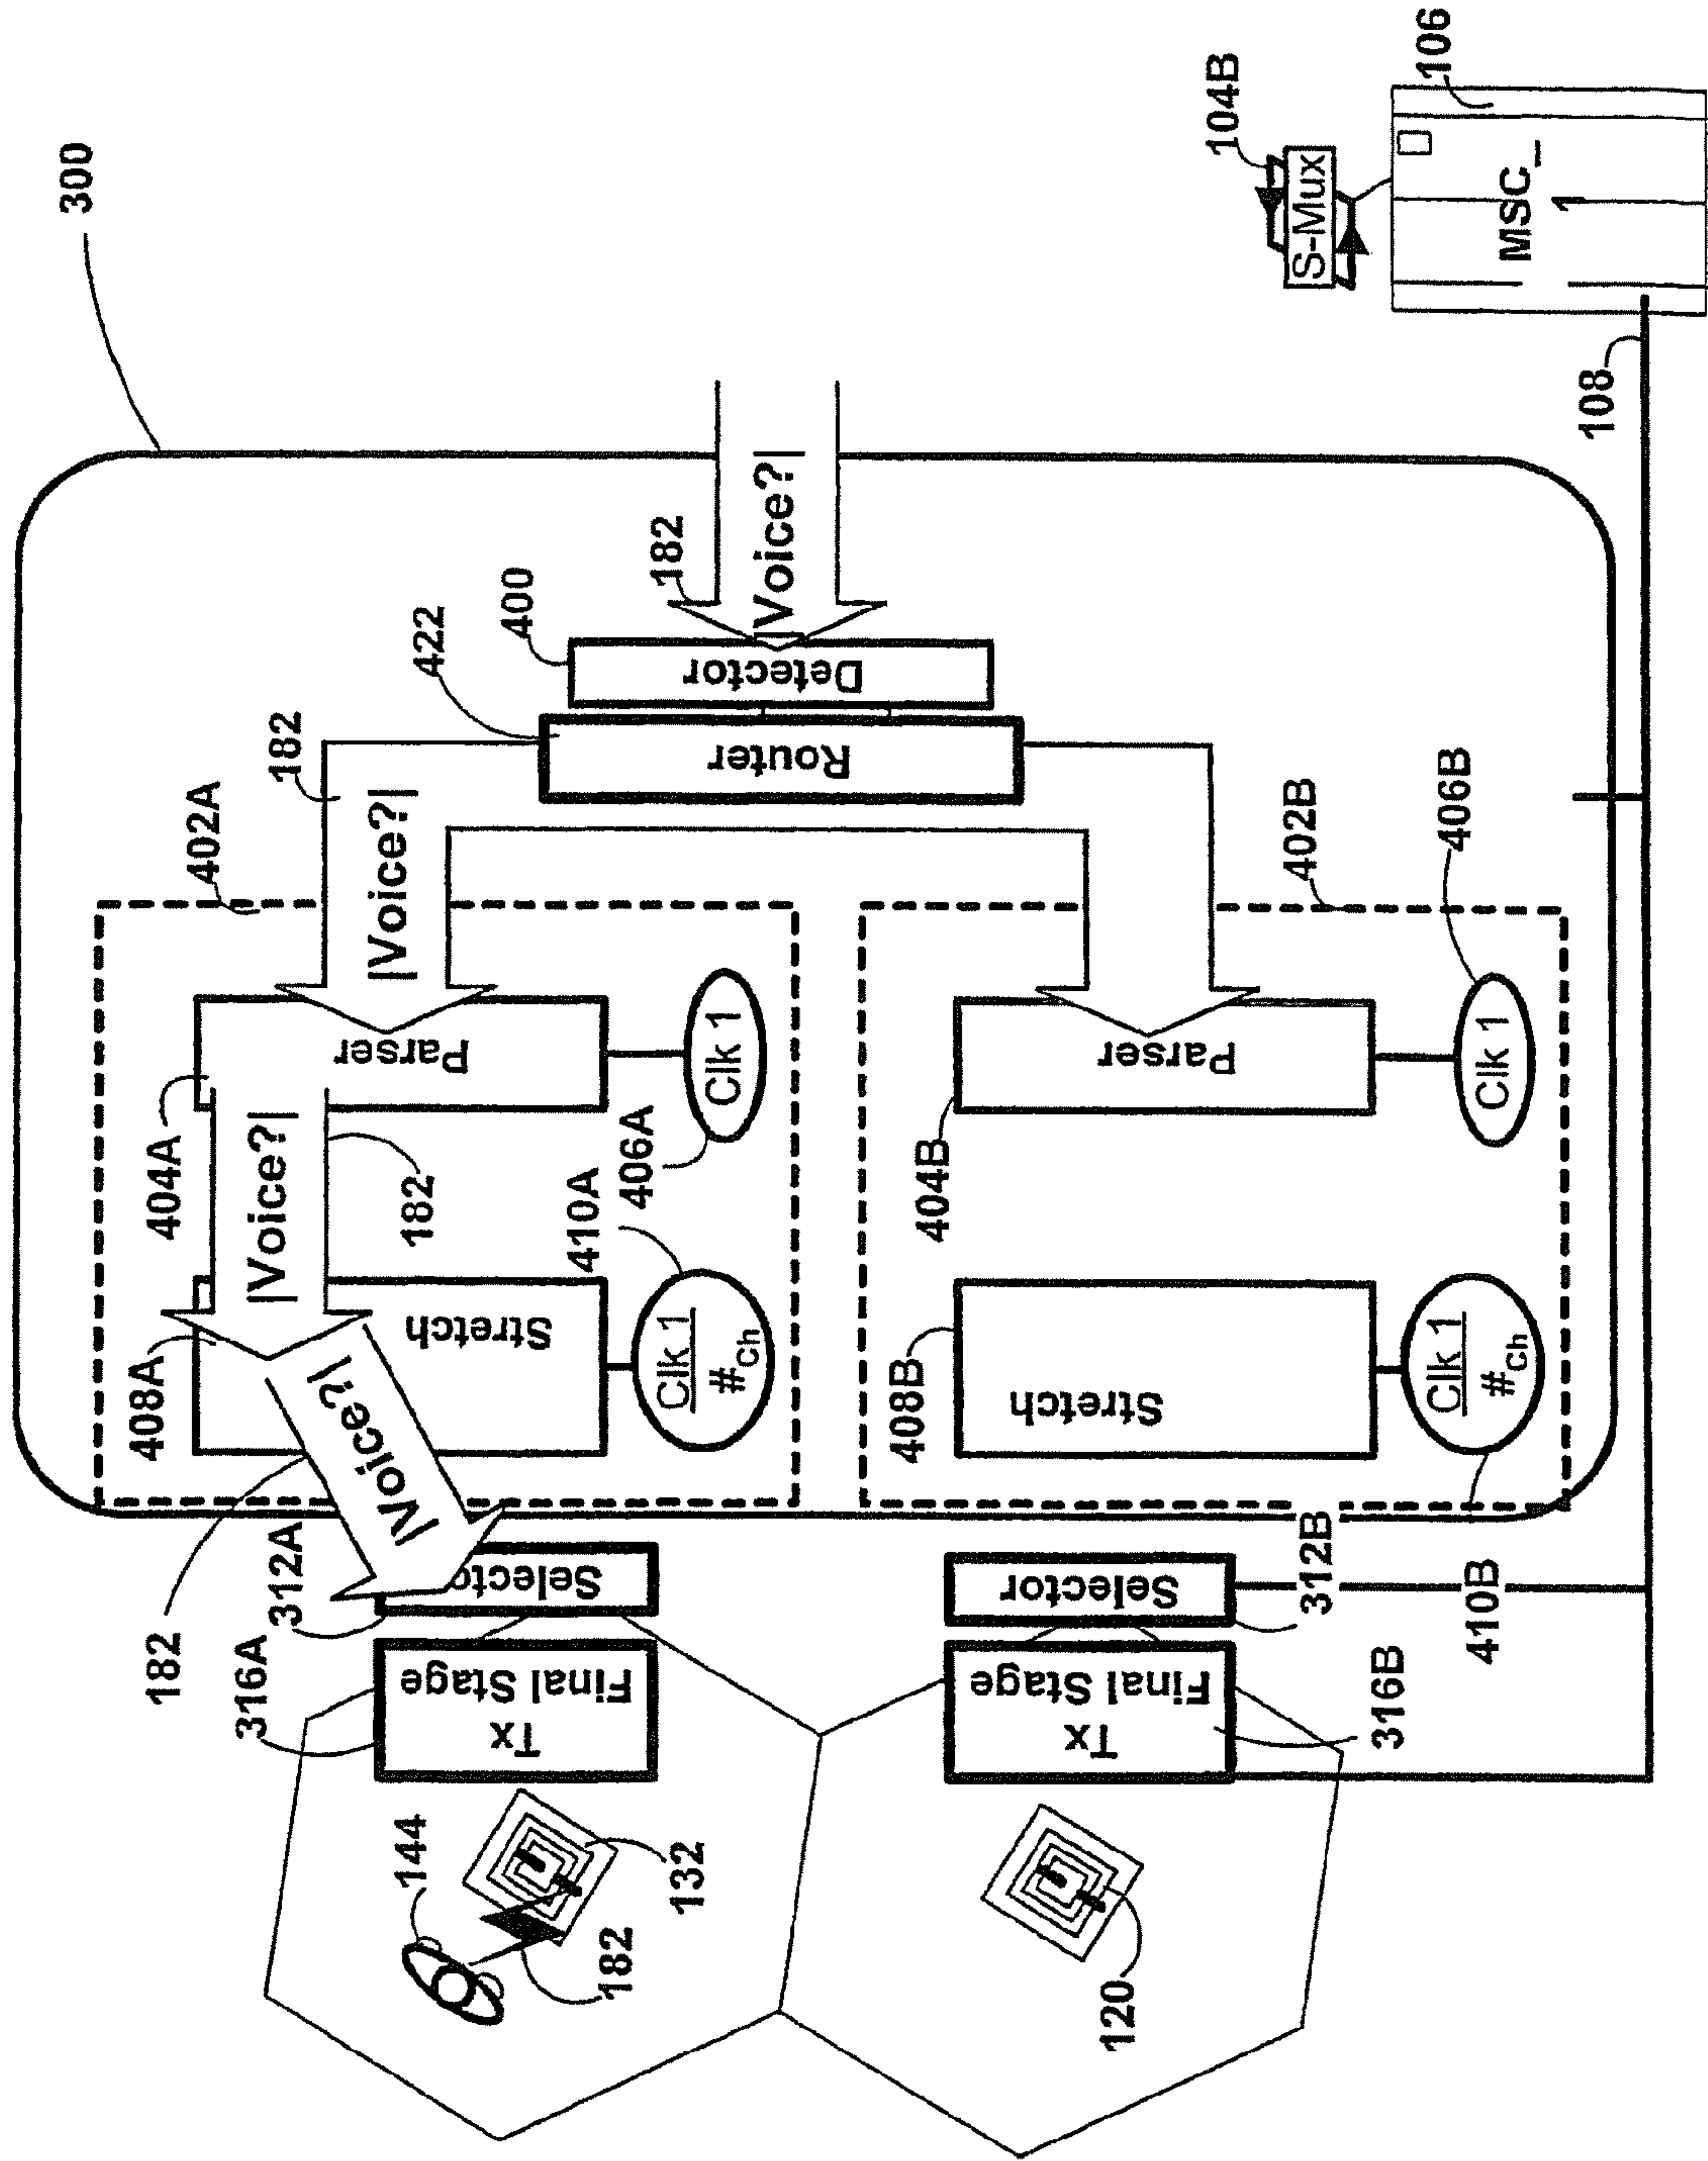 300
104B
S-Mux
106
MSC_
1
108
|Voice?|
182
400
Detector
422
Router
182
|Voice?|
402A
402B
Parser
404A
Clk 1
406A
Parser
404B
Clk 1
406B
|Voice?|
182
Stretch
408A
Clk 1
#Ch
410A
Stretch
408B
Clk 1
#Ch
410B
|Voice?|
182
Selecto
312A
Selector
312B
Tx
Final Stage
316A
Tx
Final Stage
316B
144
182
132
120